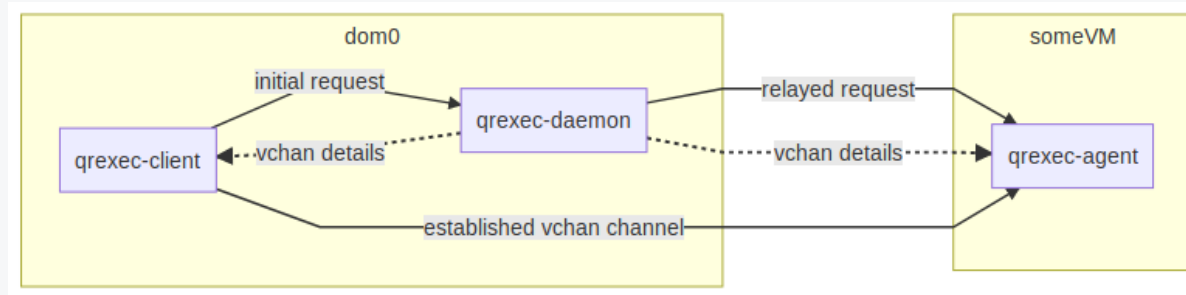 dom0
someVM
initial request
relayed request
qrexec-daemon
qrexec-client
vchan details
vchan details
qrexec-agent
established vchan channel